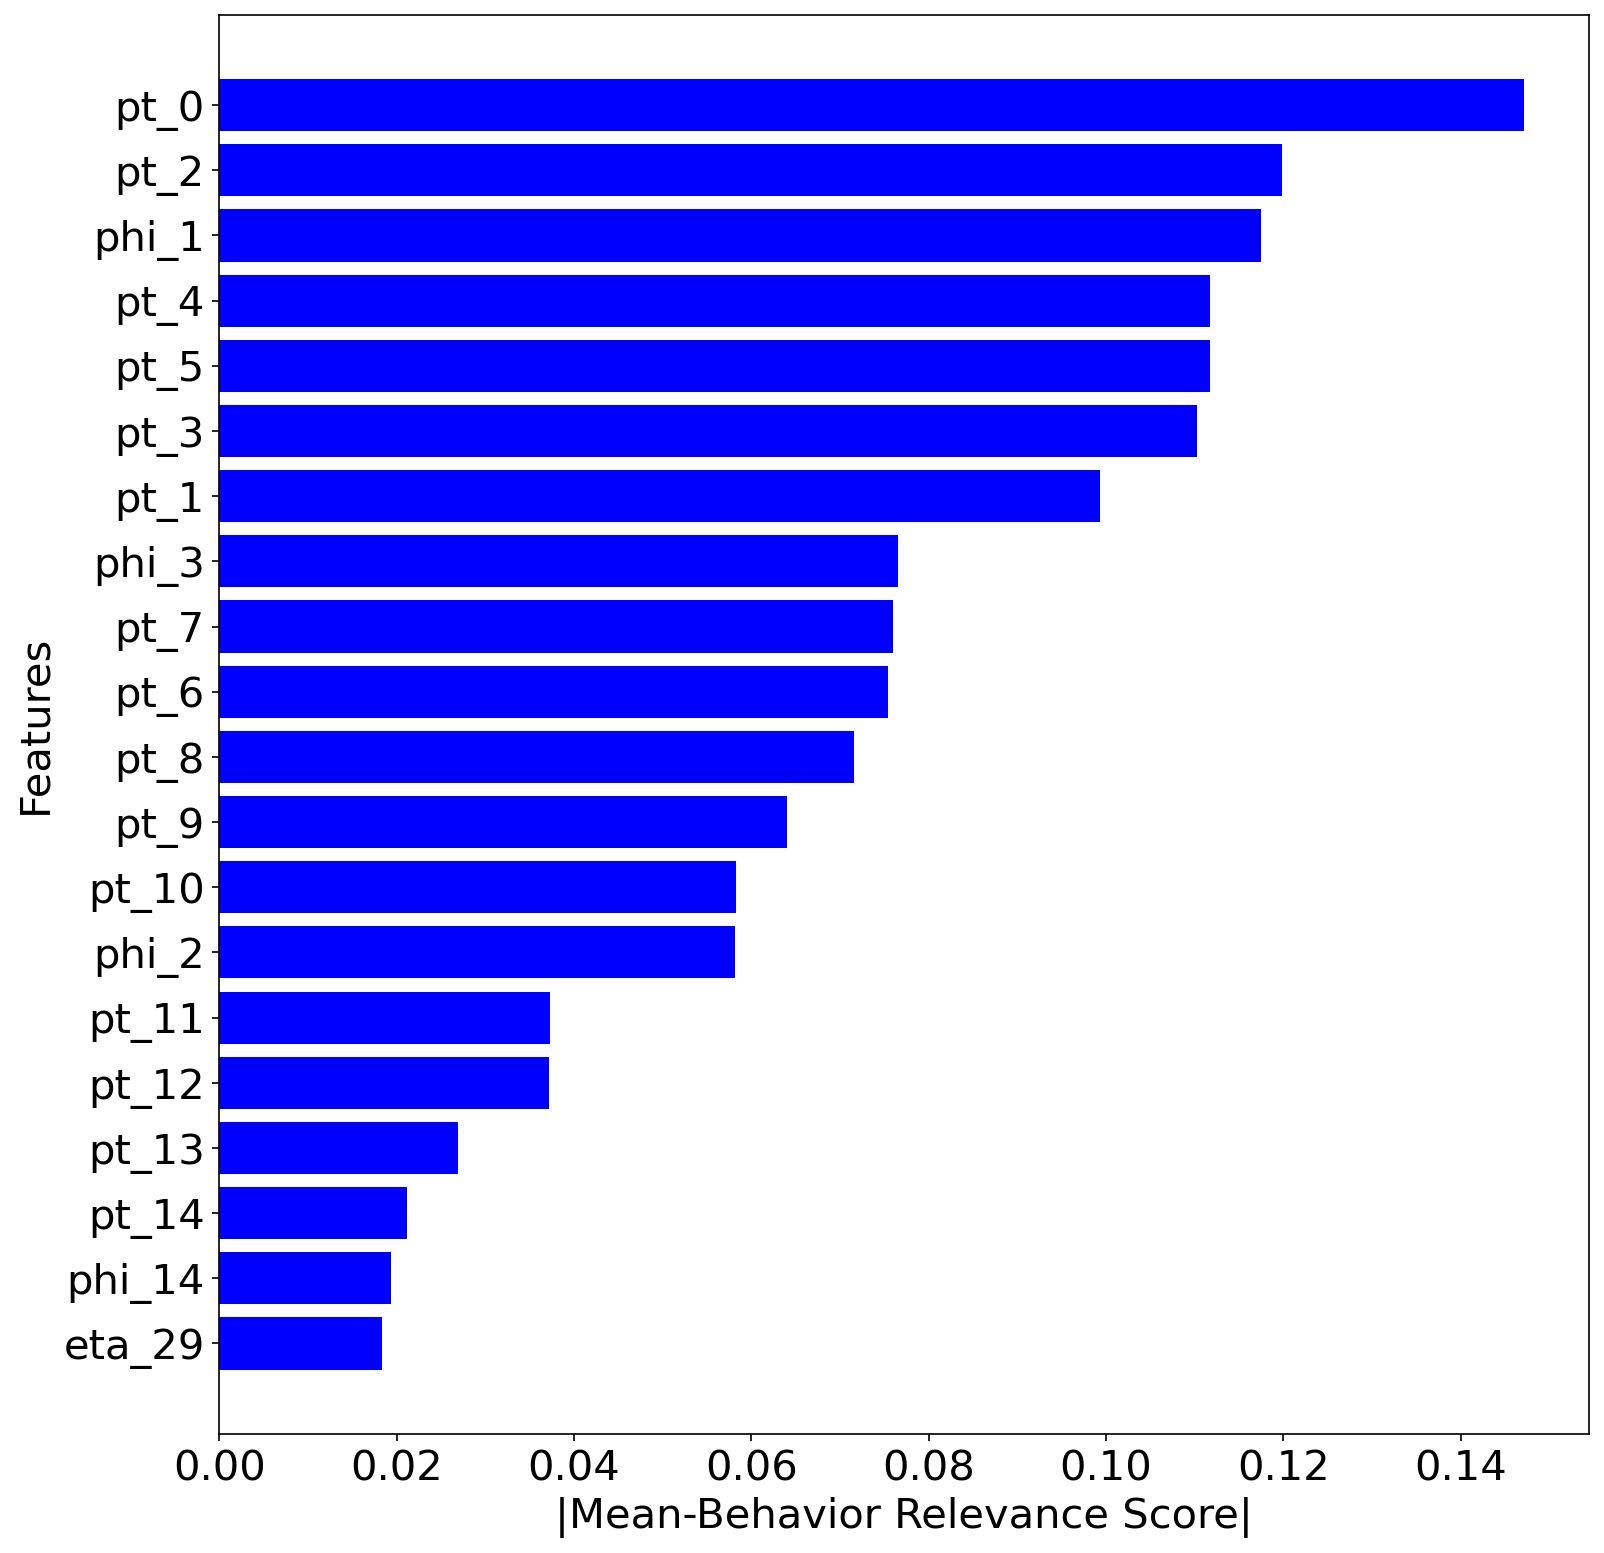 pt_0
pt_2
phi_1
pt_4
pt_5
pt_3
pt_1
phi_3
pt_7
pt_6
pt_8
pt_9
pt_10
phi_2
pt_11
pt_12
pt_13
pt_14
phi_14
eta_29
Features
0.00 0.02 0.04 0.06 0.08 0.10 0.12 0.14
|Mean-Behavior Relevance Score|